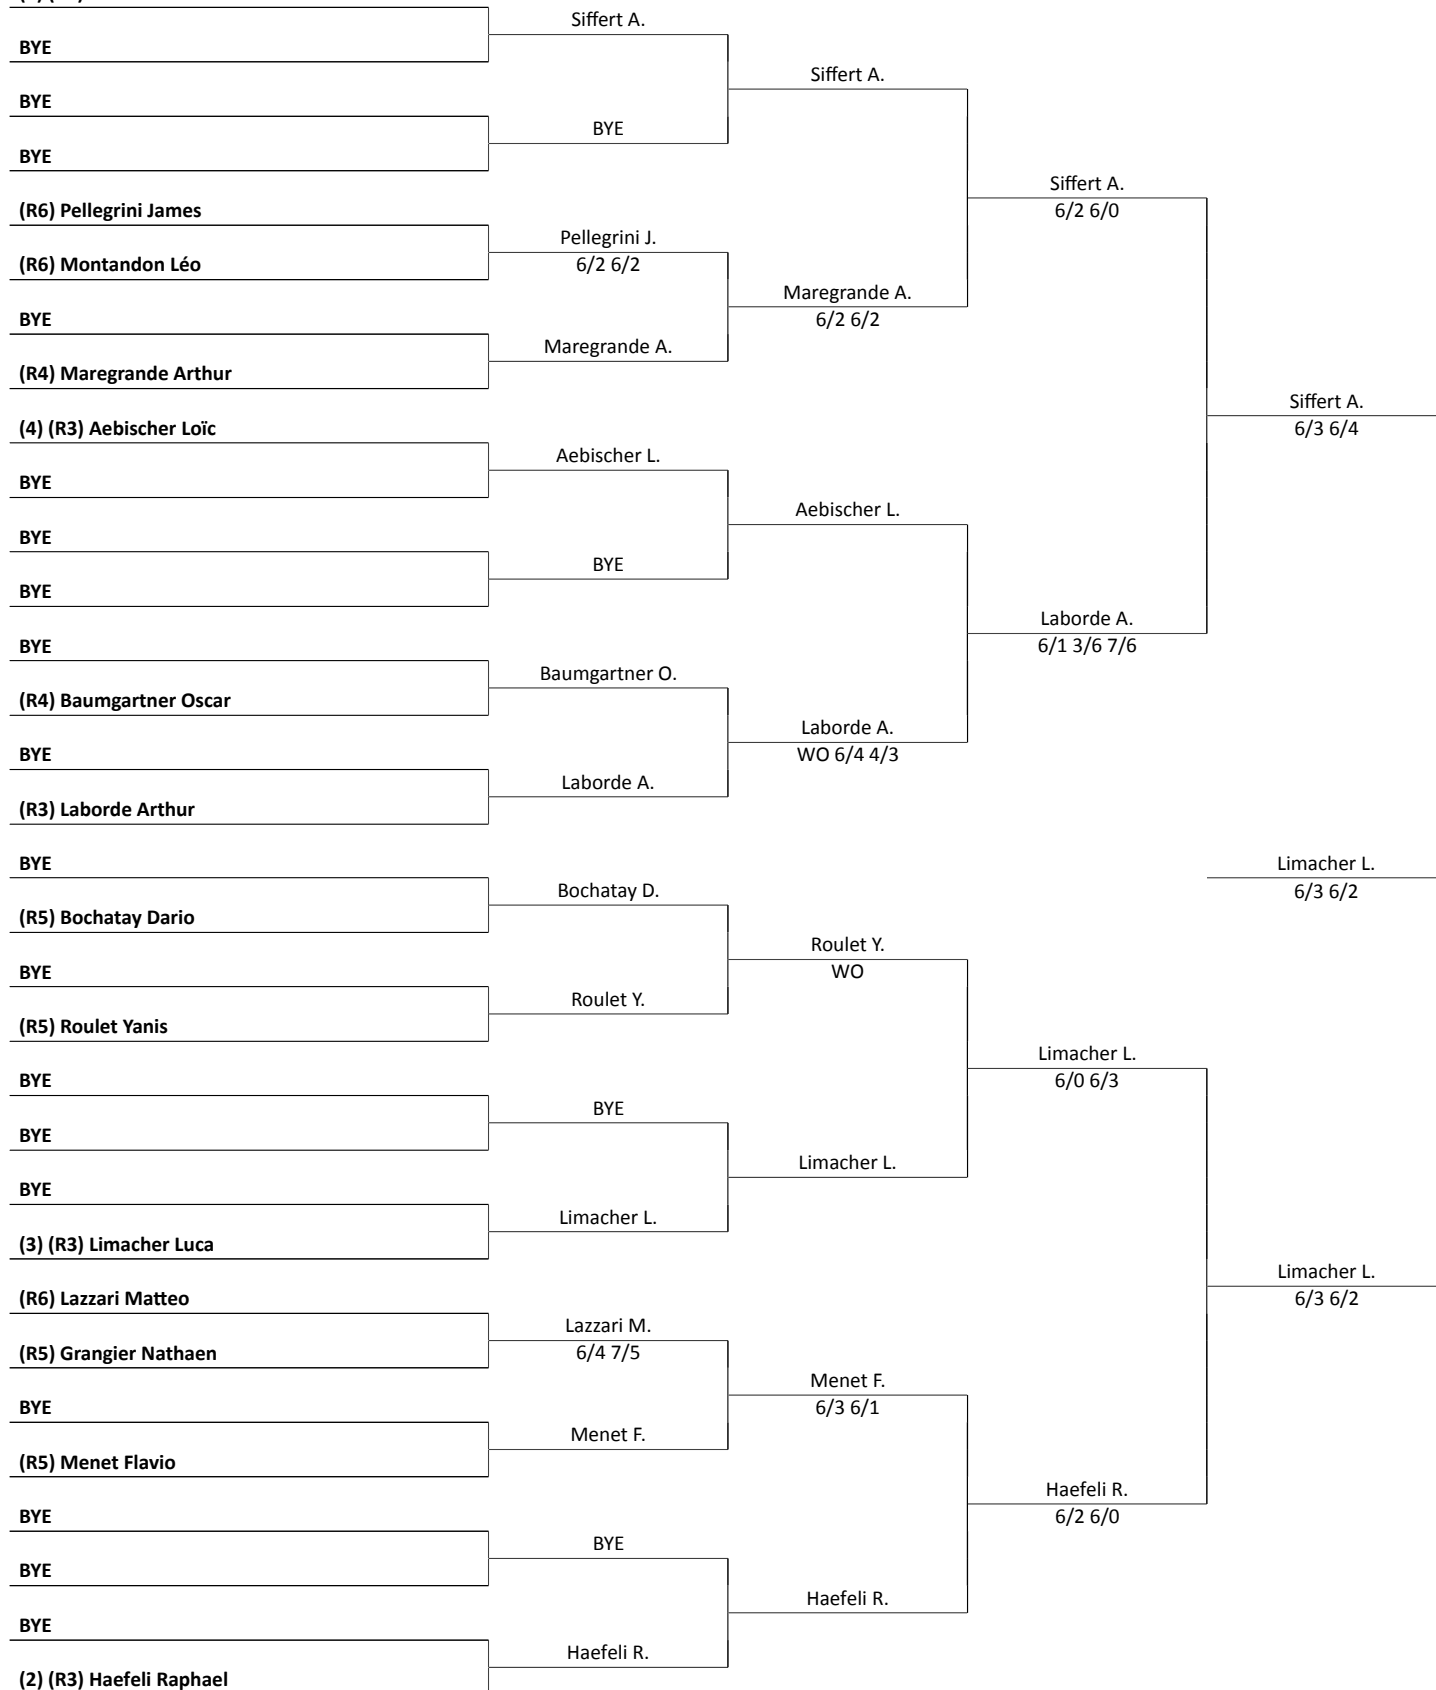 Siffert A.
BYE
Siffert A.
BYE
BYE
BYE
Siffert A.
6/2 6/0
(R6) Pellegrini James
Pellegrini J.
6/2 6/2
(R6) Montandon Léo
Maregrande A.
6/2 6/2
BYE
Maregrande A.
(R4) Maregrande Arthur
Siffert A.
6/3 6/4
(4) (R3) Aebischer Loïc
Aebischer L.
BYE
Aebischer L.
BYE
BYE
BYE
Laborde A.
6/1 3/6 7/6
BYE
Baumgartner O.
(R4) Baumgartner Oscar
Laborde A.
WO 6/4 4/3
BYE
Laborde A.
(R3) Laborde Arthur
BYE
Limacher L.
6/3 6/2
Bochatay D.
(R5) Bochatay Dario
Roulet Y.
WO
BYE
Roulet Y.
(R5) Roulet Yanis
Limacher L.
6/0 6/3
BYE
BYE
BYE
Limacher L.
BYE
Limacher L.
(3) (R3) Limacher Luca
Limacher L.
6/3 6/2
(R6) Lazzari Matteo
Lazzari M.
6/4 7/5
(R5) Grangier Nathaen
Menet F.
6/3 6/1
BYE
Menet F.
(R5) Menet Flavio
Haefeli R.
6/2 6/0
BYE
BYE
BYE
Haefeli R.
BYE
Haefeli R.
(2) (R3) Haefeli Raphael